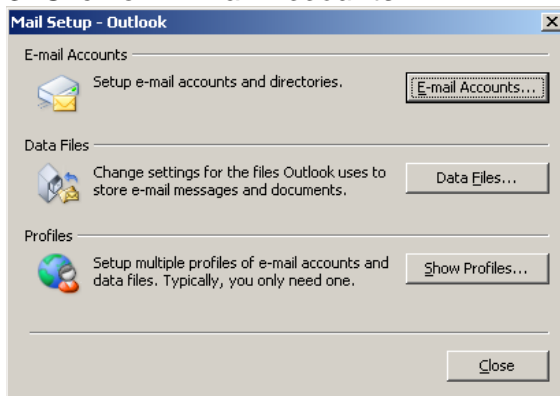 Mail Setup - Outlook
E-mail Accounts
Setup e-mail accounts and directories.
E-mail Accounts...
Data Files
Change settings for the files Outlook uses to
store e-mail messages and documents.
Data Files...
Profiles
Setup multiple profiles of e-mail accounts and
data files. Typically, you only need one.
Show Profiles...
Close